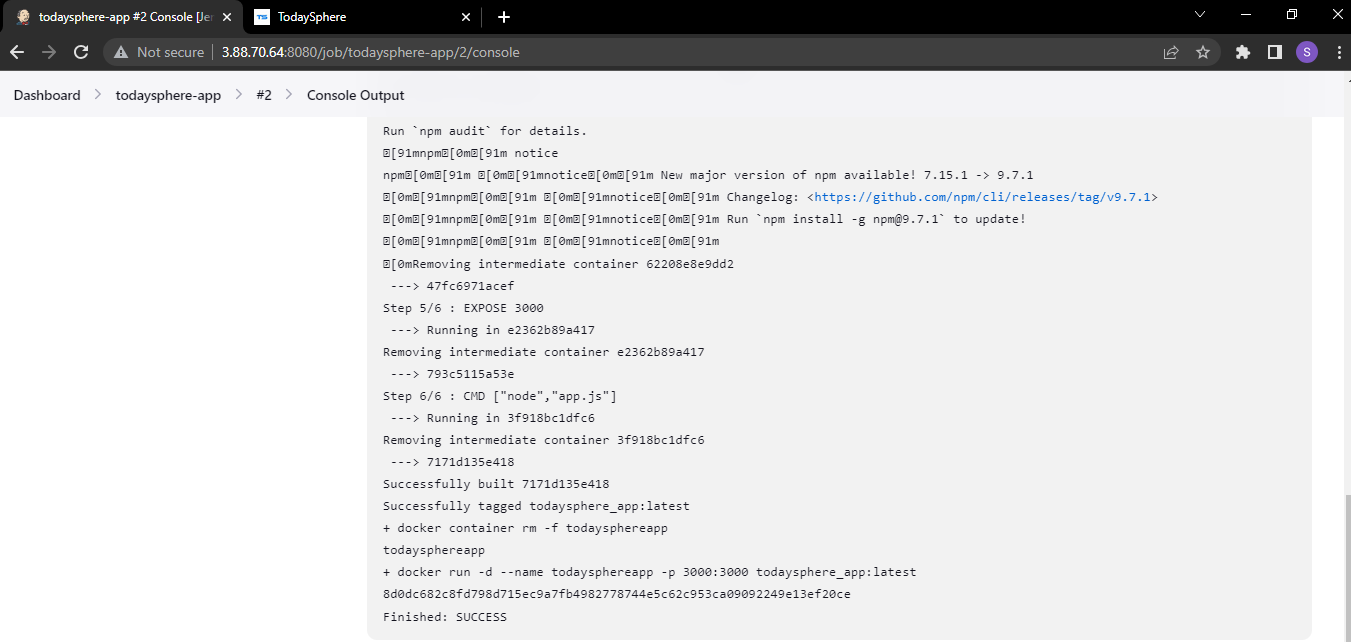 todaysphere-app #2 Console [Jer
TodaySphere
Not secure
3.88.70.64:8080/job/todaysphere-app/2/console
S
Dashboard > todaysphere-app > #2 > Console Output
Run `npm audit` for details.
[91mnpm[0m[91m notice
npm[0m[91m [0m[91mnotice[0m[91m New major version of npm available! 7.15.1 -> 9.7.1
[0m[91mnpm[0m[91m [0m[91mnotice[0m[91m Changelog: <https://github.com/npm/cli/releases/tag/v9.7.1>
[0m[91mnpm[0m[91m [0m[91mnotice[0m[91m Run `npm install -g npm@9.7.1` to update!
[0m[91mnpm[0m[91m [0m[91mnotice[0m[91m
[0mRemoving intermediate container 62208e8e9dd2
---> 47fc6971acef
Step 5/6 : EXPOSE 3000
---> Running in e2362b89a417
Removing intermediate container e2362b89a417
---> 793c5115a53e
Step 6/6 : CMD ["node","app.js"]
---> Running in 3f918bc1dfc6
Removing intermediate container 3f918bc1dfc6
---> 7171d135e418
Successfully built 7171d135e418
Successfully tagged todaysphere_app:latest
+ docker container rm -f todaysphereapp
todaysphereapp
+ docker run -d --name todaysphereapp -p 3000:3000 todaysphere_app:latest
8d0dc682c8fd798d715ec9a7fb4982778744e5c62c953ca09092249e13ef20ce
Finished: SUCCESS